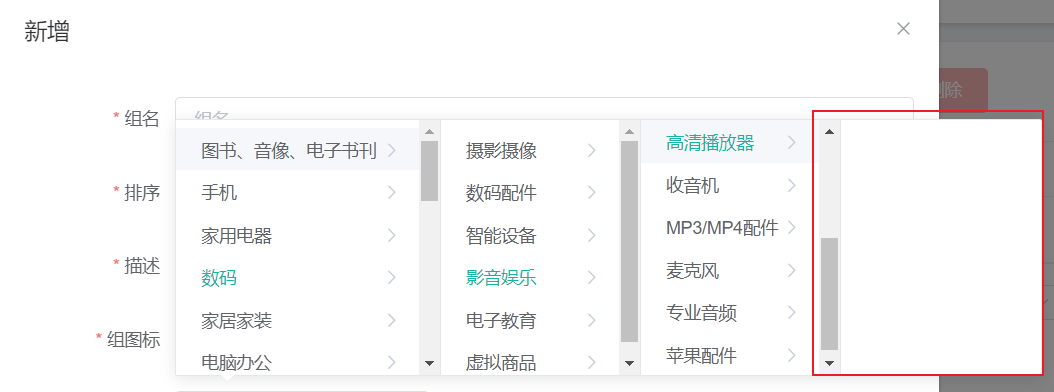 新增
除
* 组名
组名
* 排序
* 描述
* 组图标
图书、音像、电子书刊
手机
家用电器
数码
家居家装
电脑办公
摄影摄像
数码配件
智能设备
影音娱乐
电子教育
虚拟商品
高清播放器
收音机
MP3/MP4配件
麦克风
专业音频
苹果配件